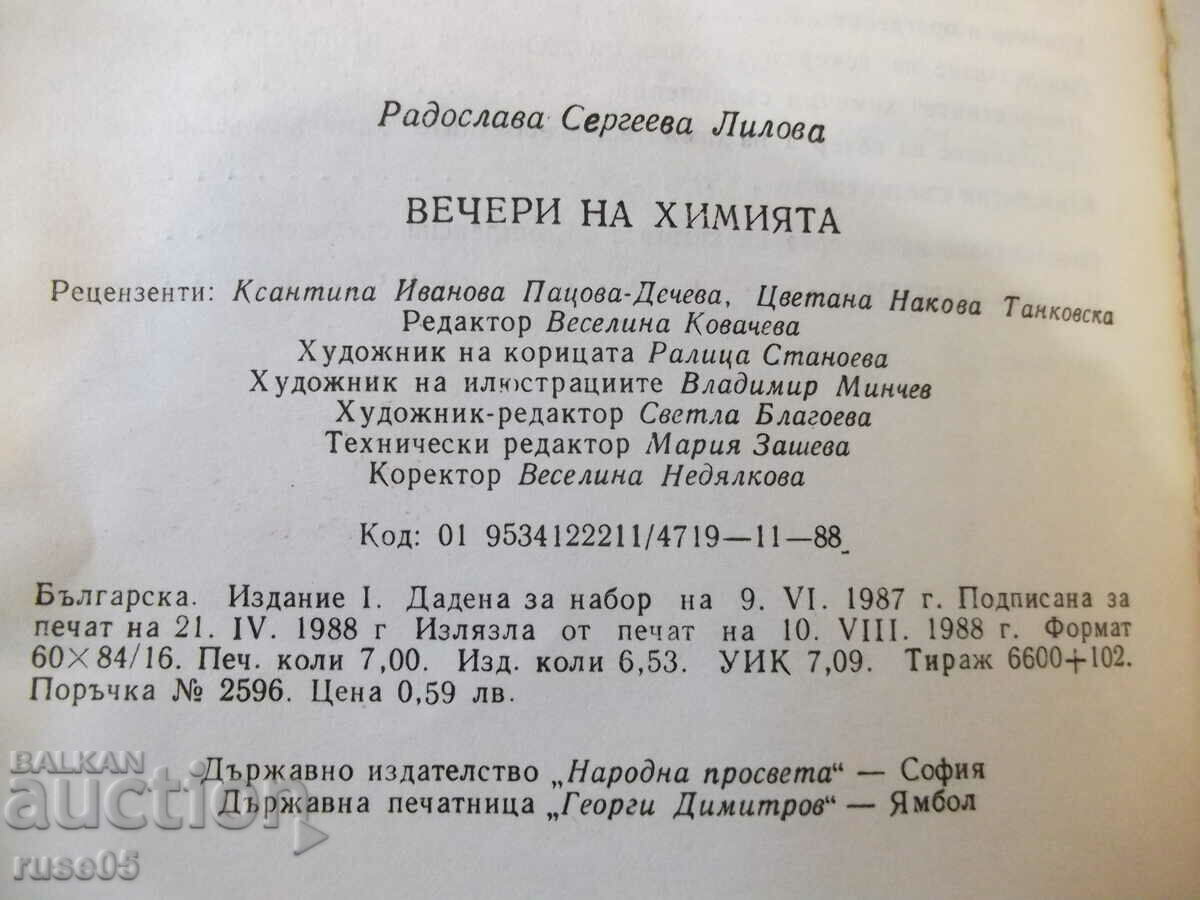 Радослава Сергеева Лилова
ВЕЧЕРИ НА ХИМИЯТА
Рецензенти: Ксантипа Иванова Пацова-Дечева, Цветана Накова Танковска
Редактор Веселина Ковачева
Художник на корицата Ралица Станоева
Художник на илюстрациите Владимир Минчев
Художник-редактор Светла Благоева
Технически редактор Мария Зашева
Коректор Веселина Недялкова
Код: 01 9534122211/4719—11—88
Българска. Издание I. Дадена за набор на 9. VI. 1987 г. Подписана за
печат на 21. IV. 1988 г Излязла от печат на 10. VIII. 1988 г. Формат
60×84/16. Печ. коли 7,00. Изд. коли 6,53. УИК 7,09. Тираж 6600+102.
Поръчка № 2596. Цена 0,59 лв.
Държавно издателство „Народна просвета“ — София
Държавна печатница „Георги Димитров“ — Ямбол
BALKAN
auction
ruse05